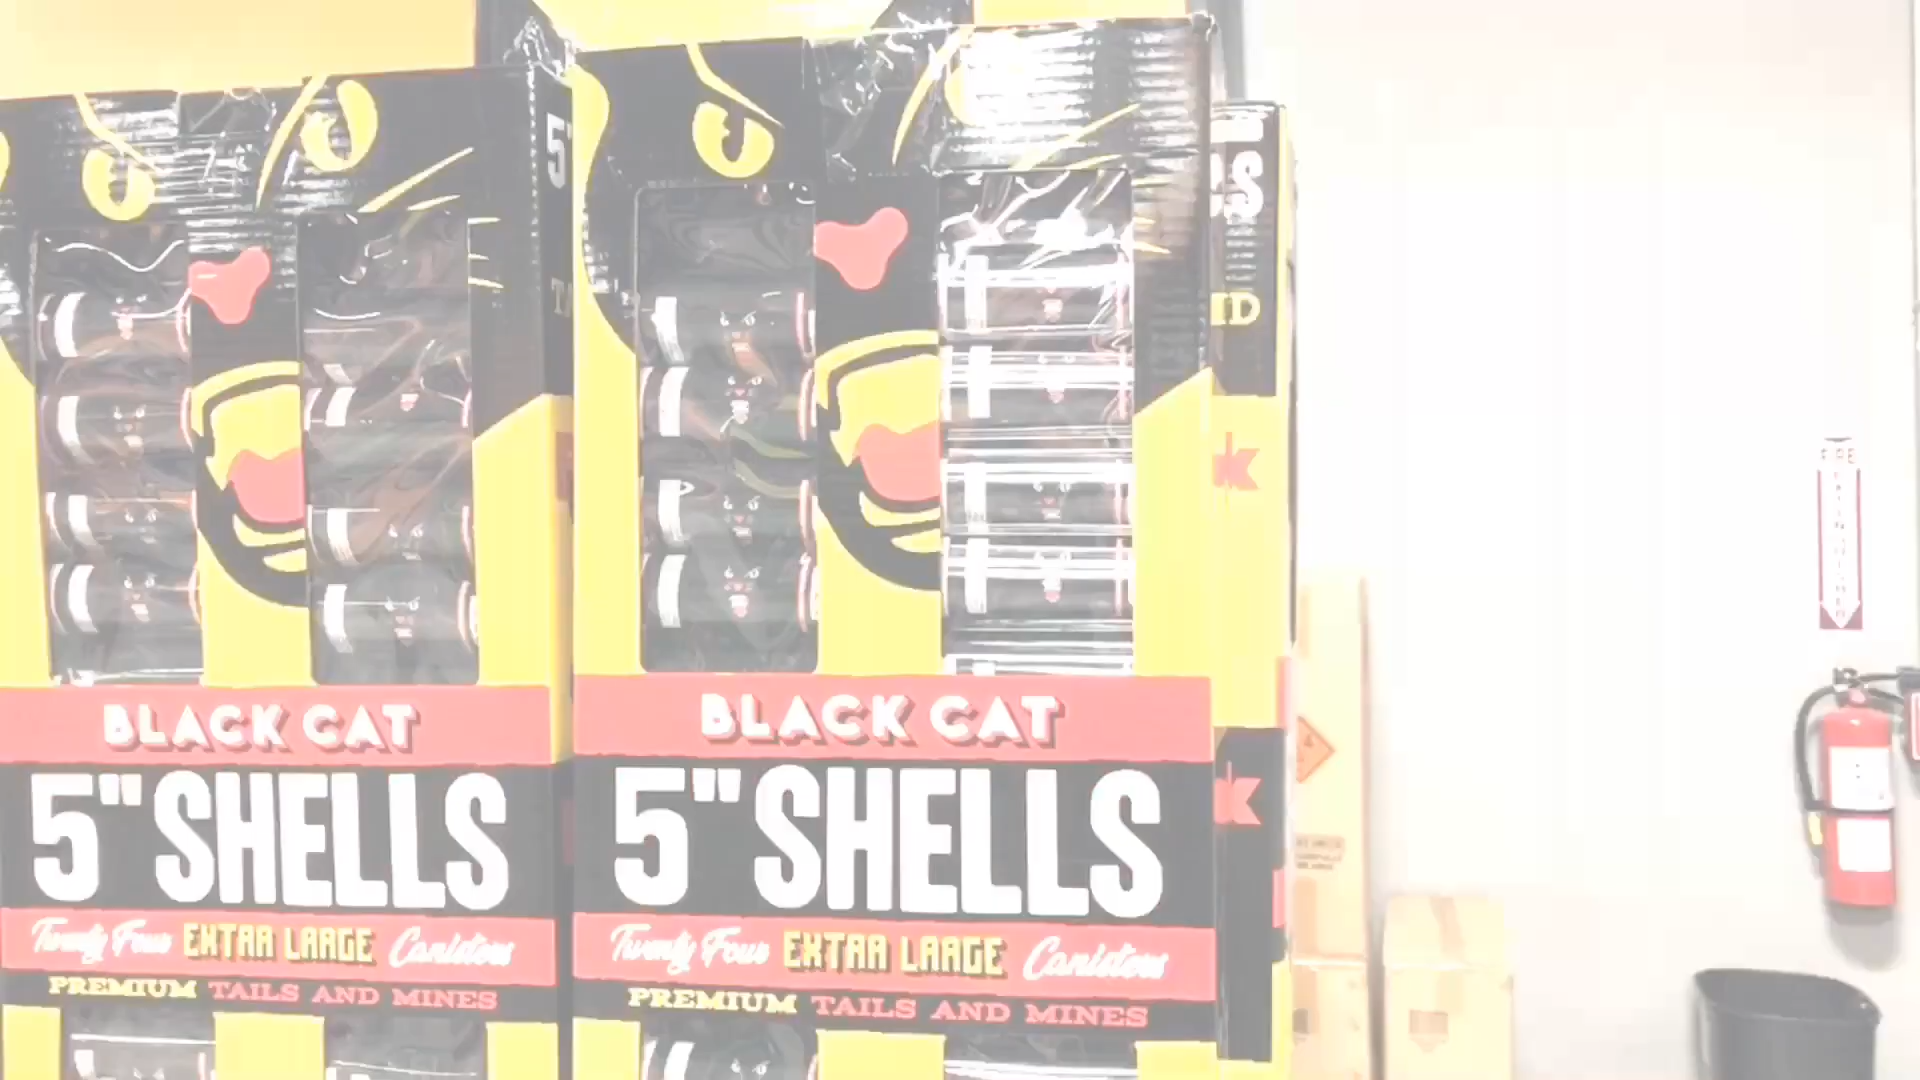 BLACK CAT
5" SHELLS
Twenty Four EXTRA LARGE Canisters
PREMIUM TAILS AND MINES
BLACK CAT
5" SHELLS
Twenty Four EXTRA LARGE Canisters
PREMIUM TAILS AND MINES
5"
FIRE
EXTINGUISHER